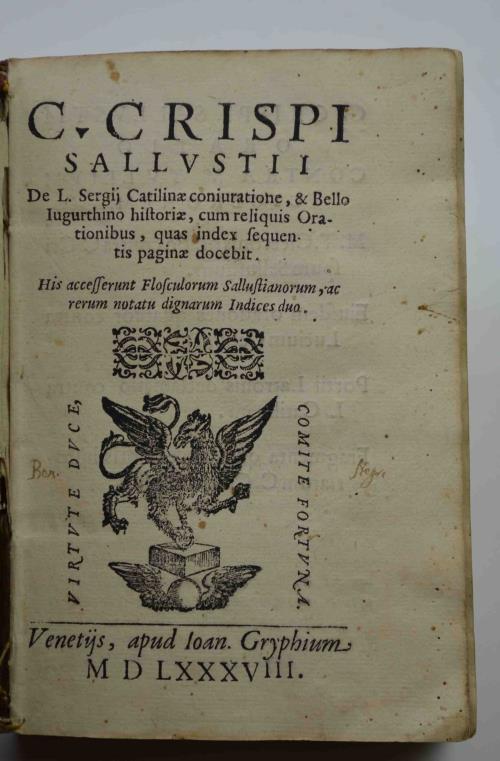 C. CRISPI
SALLVSTII
De L. Sergij Catilinæ coniuratione, & Bello
Iugurthino historiæ, cum reliquis Ora-
tionibus, quas index sequen-
tis paginæ docebit.
His accesserunt Flosculorum Sallustianorum, ac
rerum notatu dignarum Indices duo.
VIRTVTE DVCE,
COMITE FORTVNA.
Venetijs, apud Ioan. Gryphium
M D LXXXVIII.